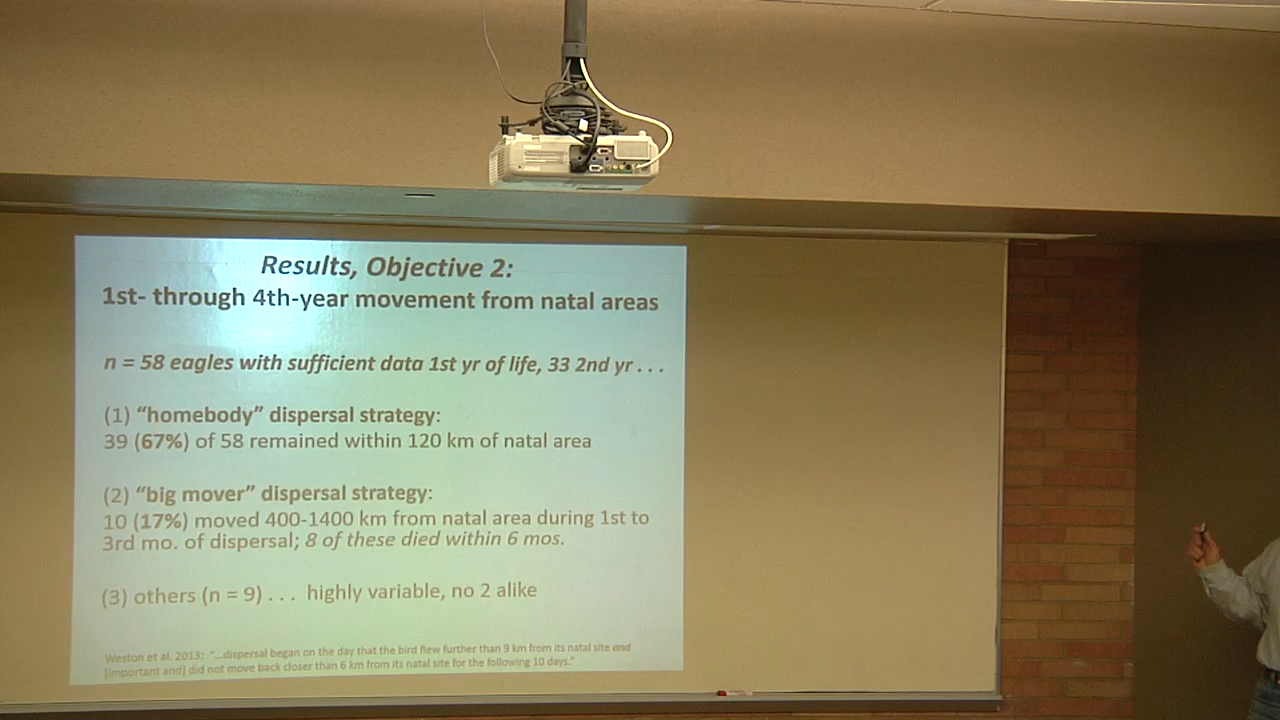 Results, Objective 2:
1st- through 4th-year movement from natal areas
n = 58 eagles with sufficient data 1st yr of life, 33 2nd yr . . .
(1) “homebody” dispersal strategy:
39 (67%) of 58 remained within 120 km of natal area
(2) “big mover” dispersal strategy:
10 (17%) moved 400-1400 km from natal area during 1st to
3rd mo. of dispersal; 8 of these died within 6 mos.
(3) others (n = 9) . . . highly variable, no 2 alike
Weston et al. 2013: “...dispersal began on the day that the bird flew further than 9 km from its natal site and
[important and] did not move back closer than 6 km from its natal site for the following 10 days.”